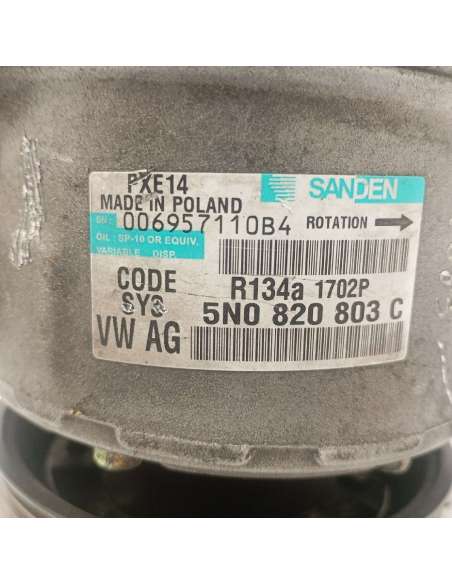 PXE14
SANDEN
MADE IN POLAND
SN: 006957110B4 ROTATION
OIL: SP-10 OR EQUIV.
VARIABLE DISP.
CODE R134a 1702P
SYS 5N0 820 803 C
VW AG